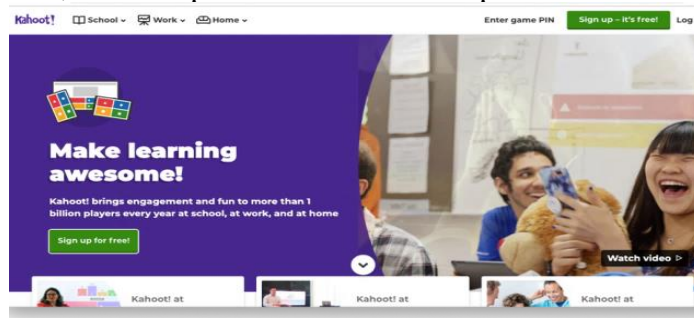 Kahoot! School Work Home Enter game PIN Sign up – it's free! Log
Make learning
awesome!
Kahoot! brings engagement and fun to more than 1
billion players every year at school, at work, and at home
Sign up for free!
Watch video
Kahoot! at Kahoot! at Kahoot! at